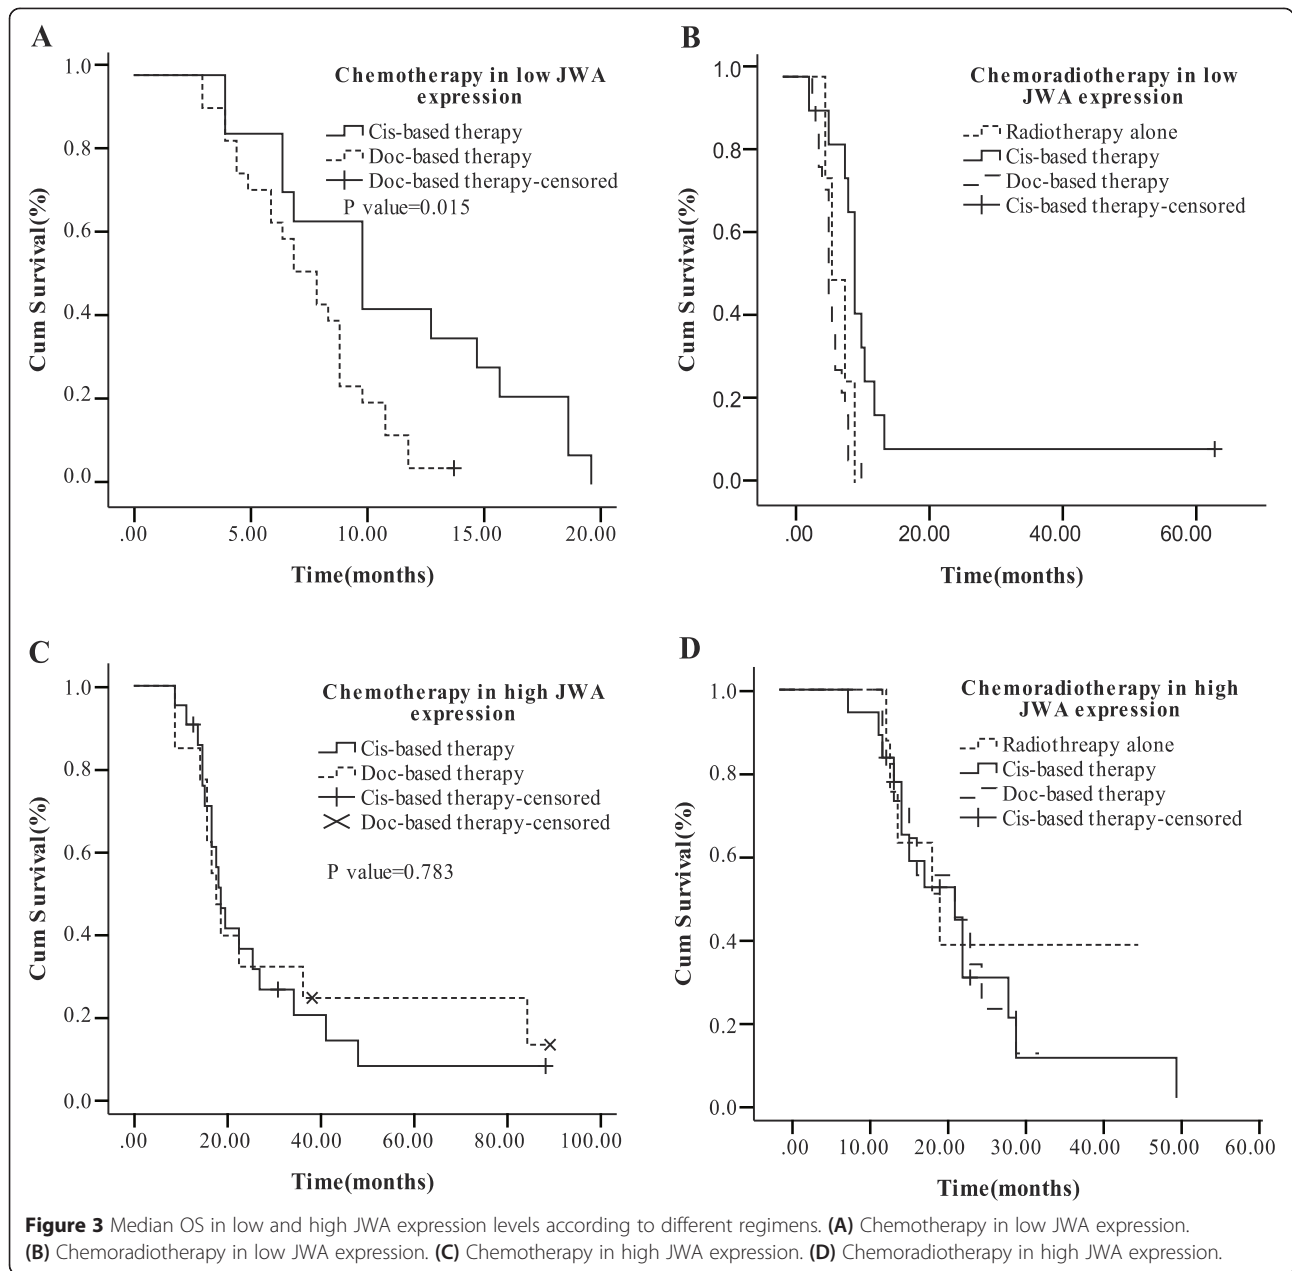 A
Chemotherapy in low JWA
expression
Cis-based therapy
Doc-based therapy
Doc-based therapy-censored
P value=0.015
Cum Survival(%)
1.0
0.8
0.6
0.4
0.2
0.0
.00 5.00 10.00 15.00 20.00
Time(months)
B
Chemoradiotherapy in low
JWA expression
Radiotherapy alone
Cis-based therapy
Doc-based therapy
Cis-based therapy-censored
Cum Survival(%)
1.0
0.8
0.6
0.4
0.2
0.0
.00 20.00 40.00 60.00
Time(months)
C
Chemotherapy in high JWA
expression
Cis-based therapy
Doc-based therapy
Cis-based therapy-censored
Doc-based therapy-censored
P value=0.783
Cum Survival(%)
1.0
0.8
0.6
0.4
0.2
0.0
.00 20.00 40.00 60.00 80.00 100.00
Time(months)
D
Chemoradiotherapy in high
JWA expression
Radiothreapy alone
Cis-based therapy
Doc-based therapy
Cis-based therapy-censored
Cum Survival(%)
1.0
0.8
0.6
0.4
0.2
0.0
.00 10.00 20.00 30.00 40.00 50.00 60.00
Time(months)
Figure 3 Median OS in low and high JWA expression levels according to different regimens. (A) Chemotherapy in low JWA expression.
(B) Chemoradiotherapy in low JWA expression. (C) Chemotherapy in high JWA expression. (D) Chemoradiotherapy in high JWA expression.